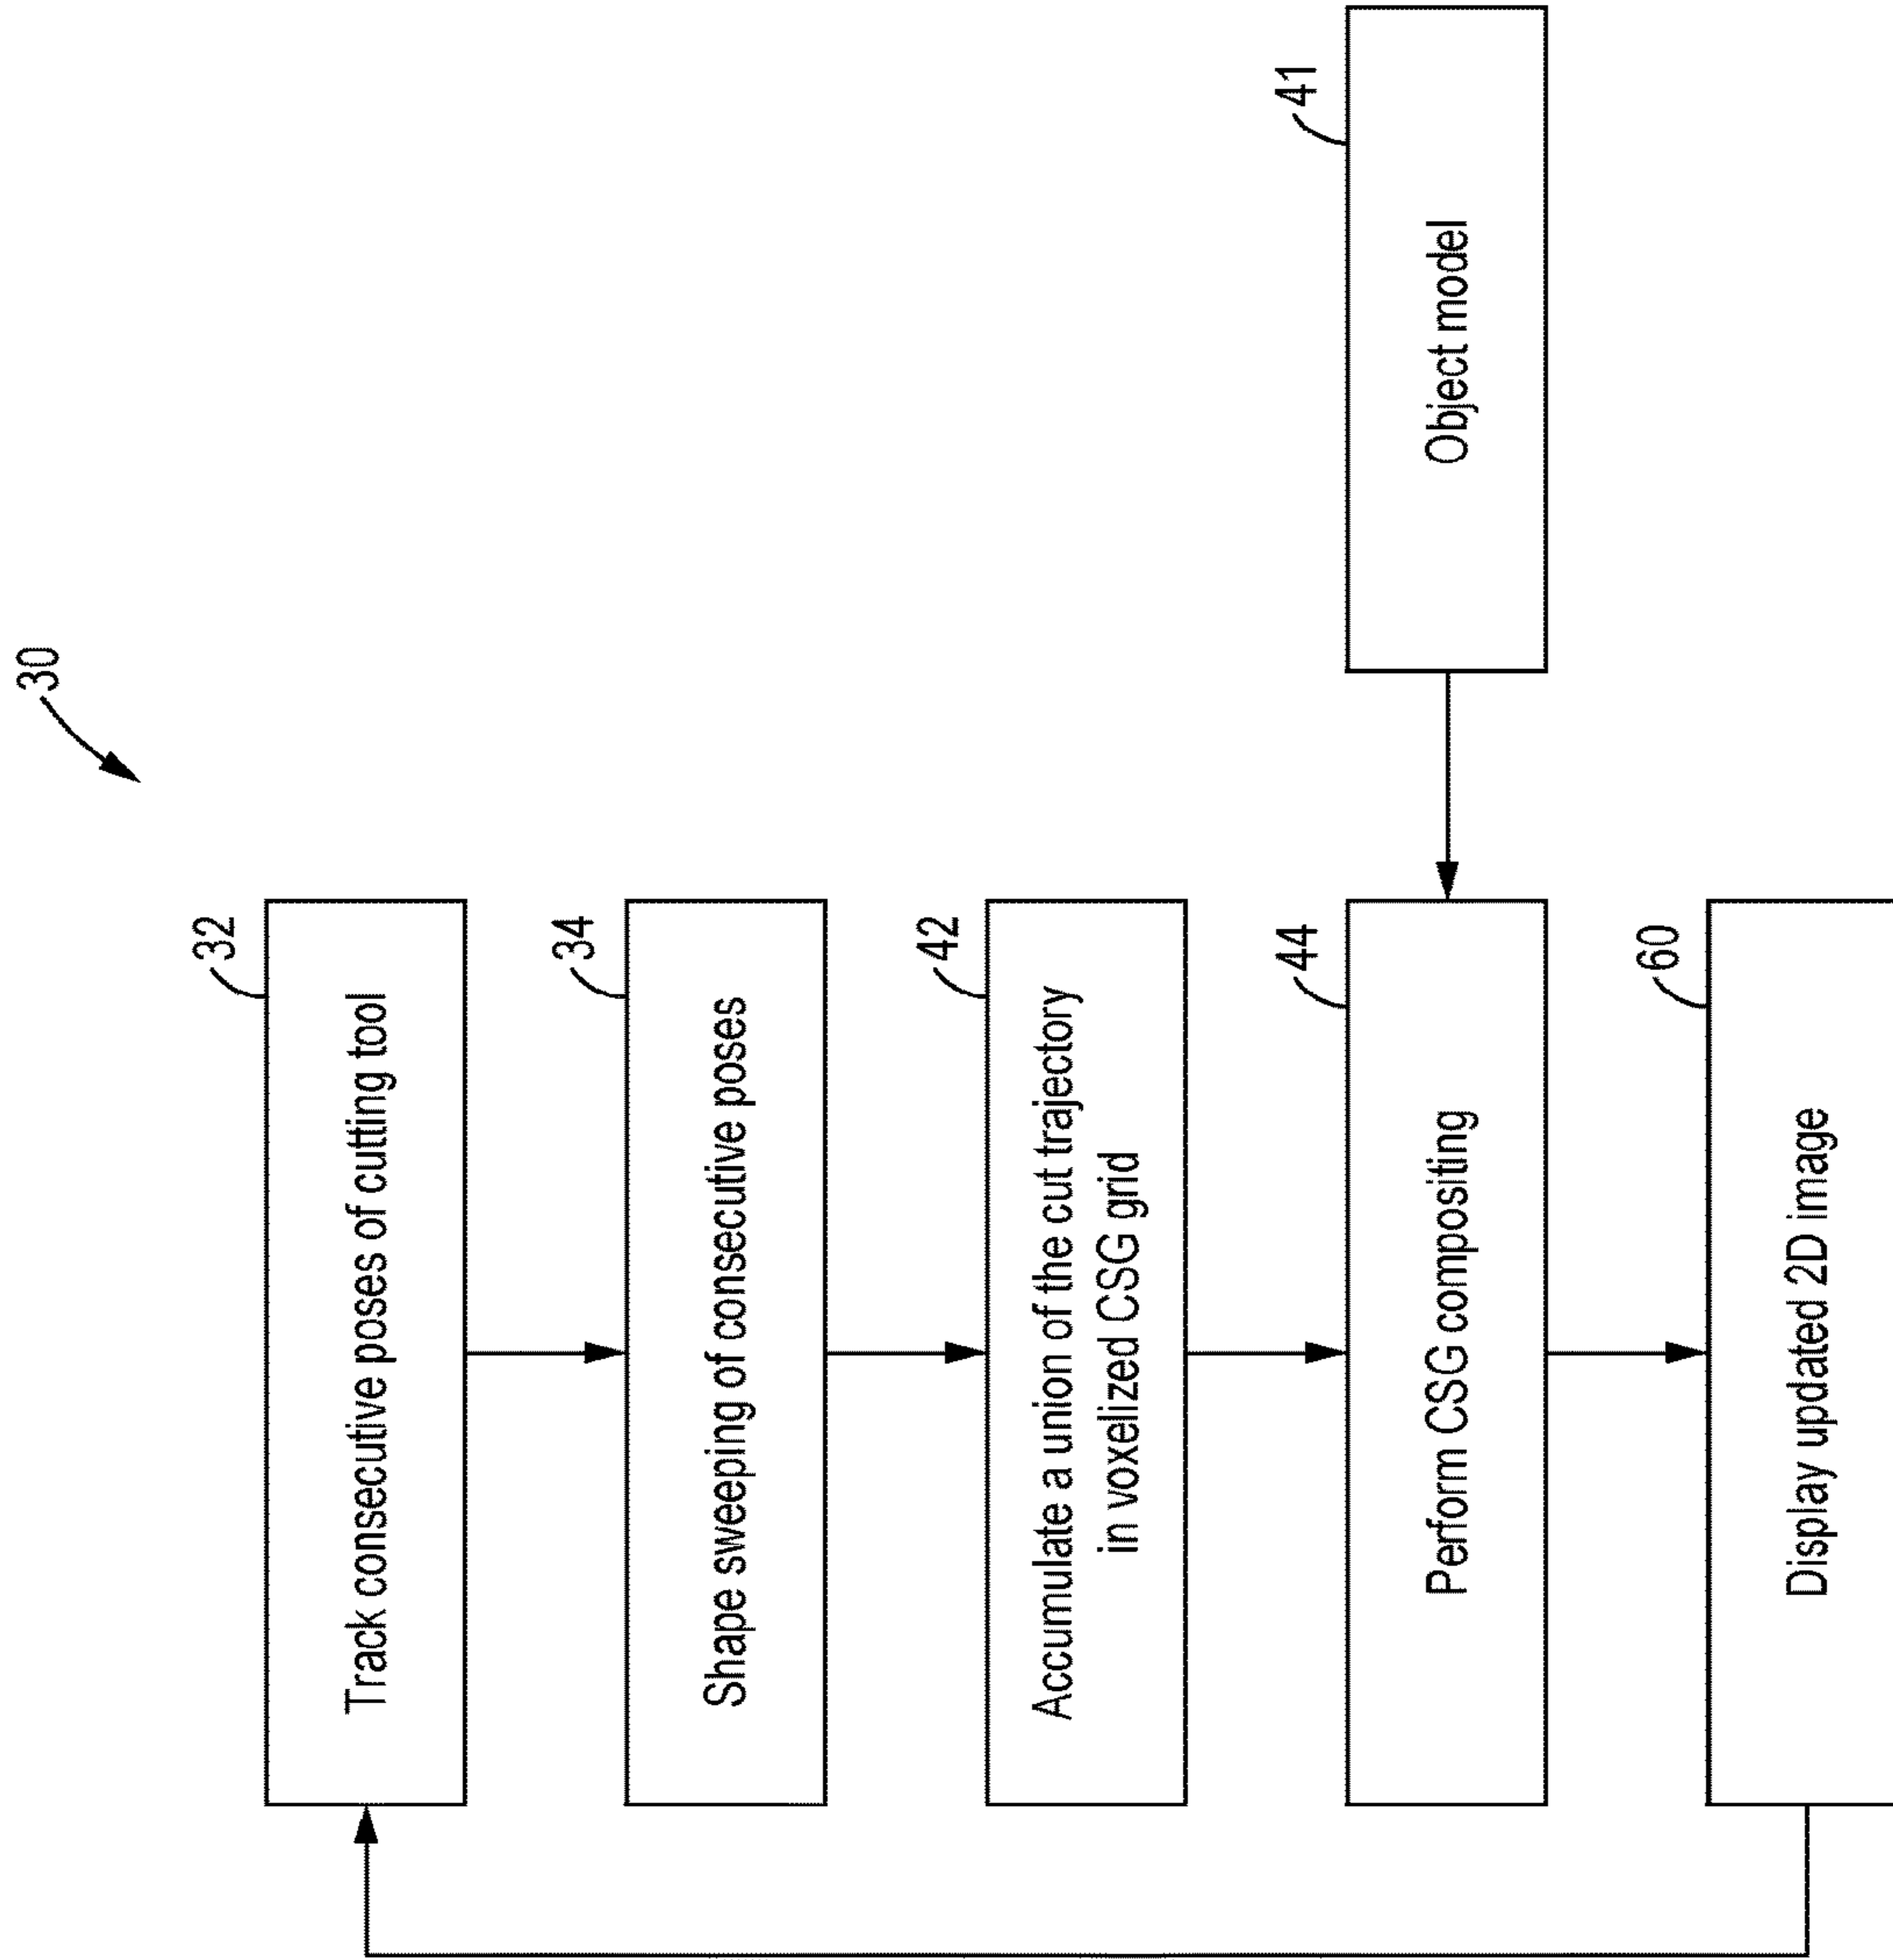 30
32
Track consecutive poses of cutting tool
34
Shape sweeping of consecutive poses
42
Accumulate a union of the cut trajectory
in voxelized CSG grid
44
Perform CSG compositing
41
Object model
60
Display updated 2D image